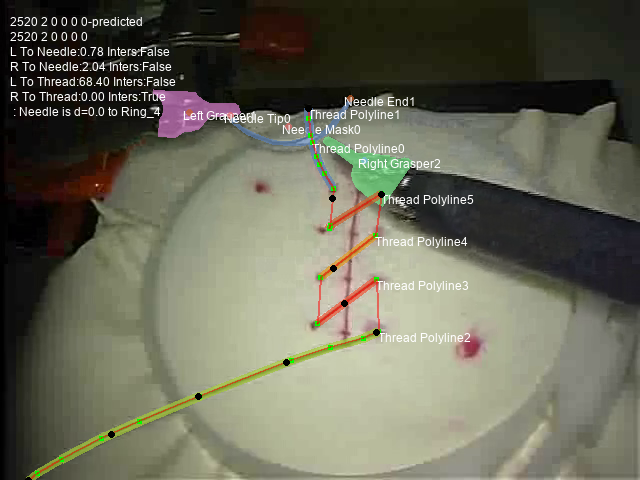 2520 2 0 0 0 0-predicted
2520 2 0 0 0 0
L To Needle:0.78 Inters:False
R To Needle:2.04 Inters:False
L To Thread:68.40 Inters:False
R To Thread:0.00 Inters:True
: Needle is d=0.0 to Ring_4
Needle End1
Left Grasper
Needle Tip0
Thread Polyline1
Needle Mask0
Thread Polyline0
Right Grasper2
Thread Polyline5
Thread Polyline4
Thread Polyline3
Thread Polyline2